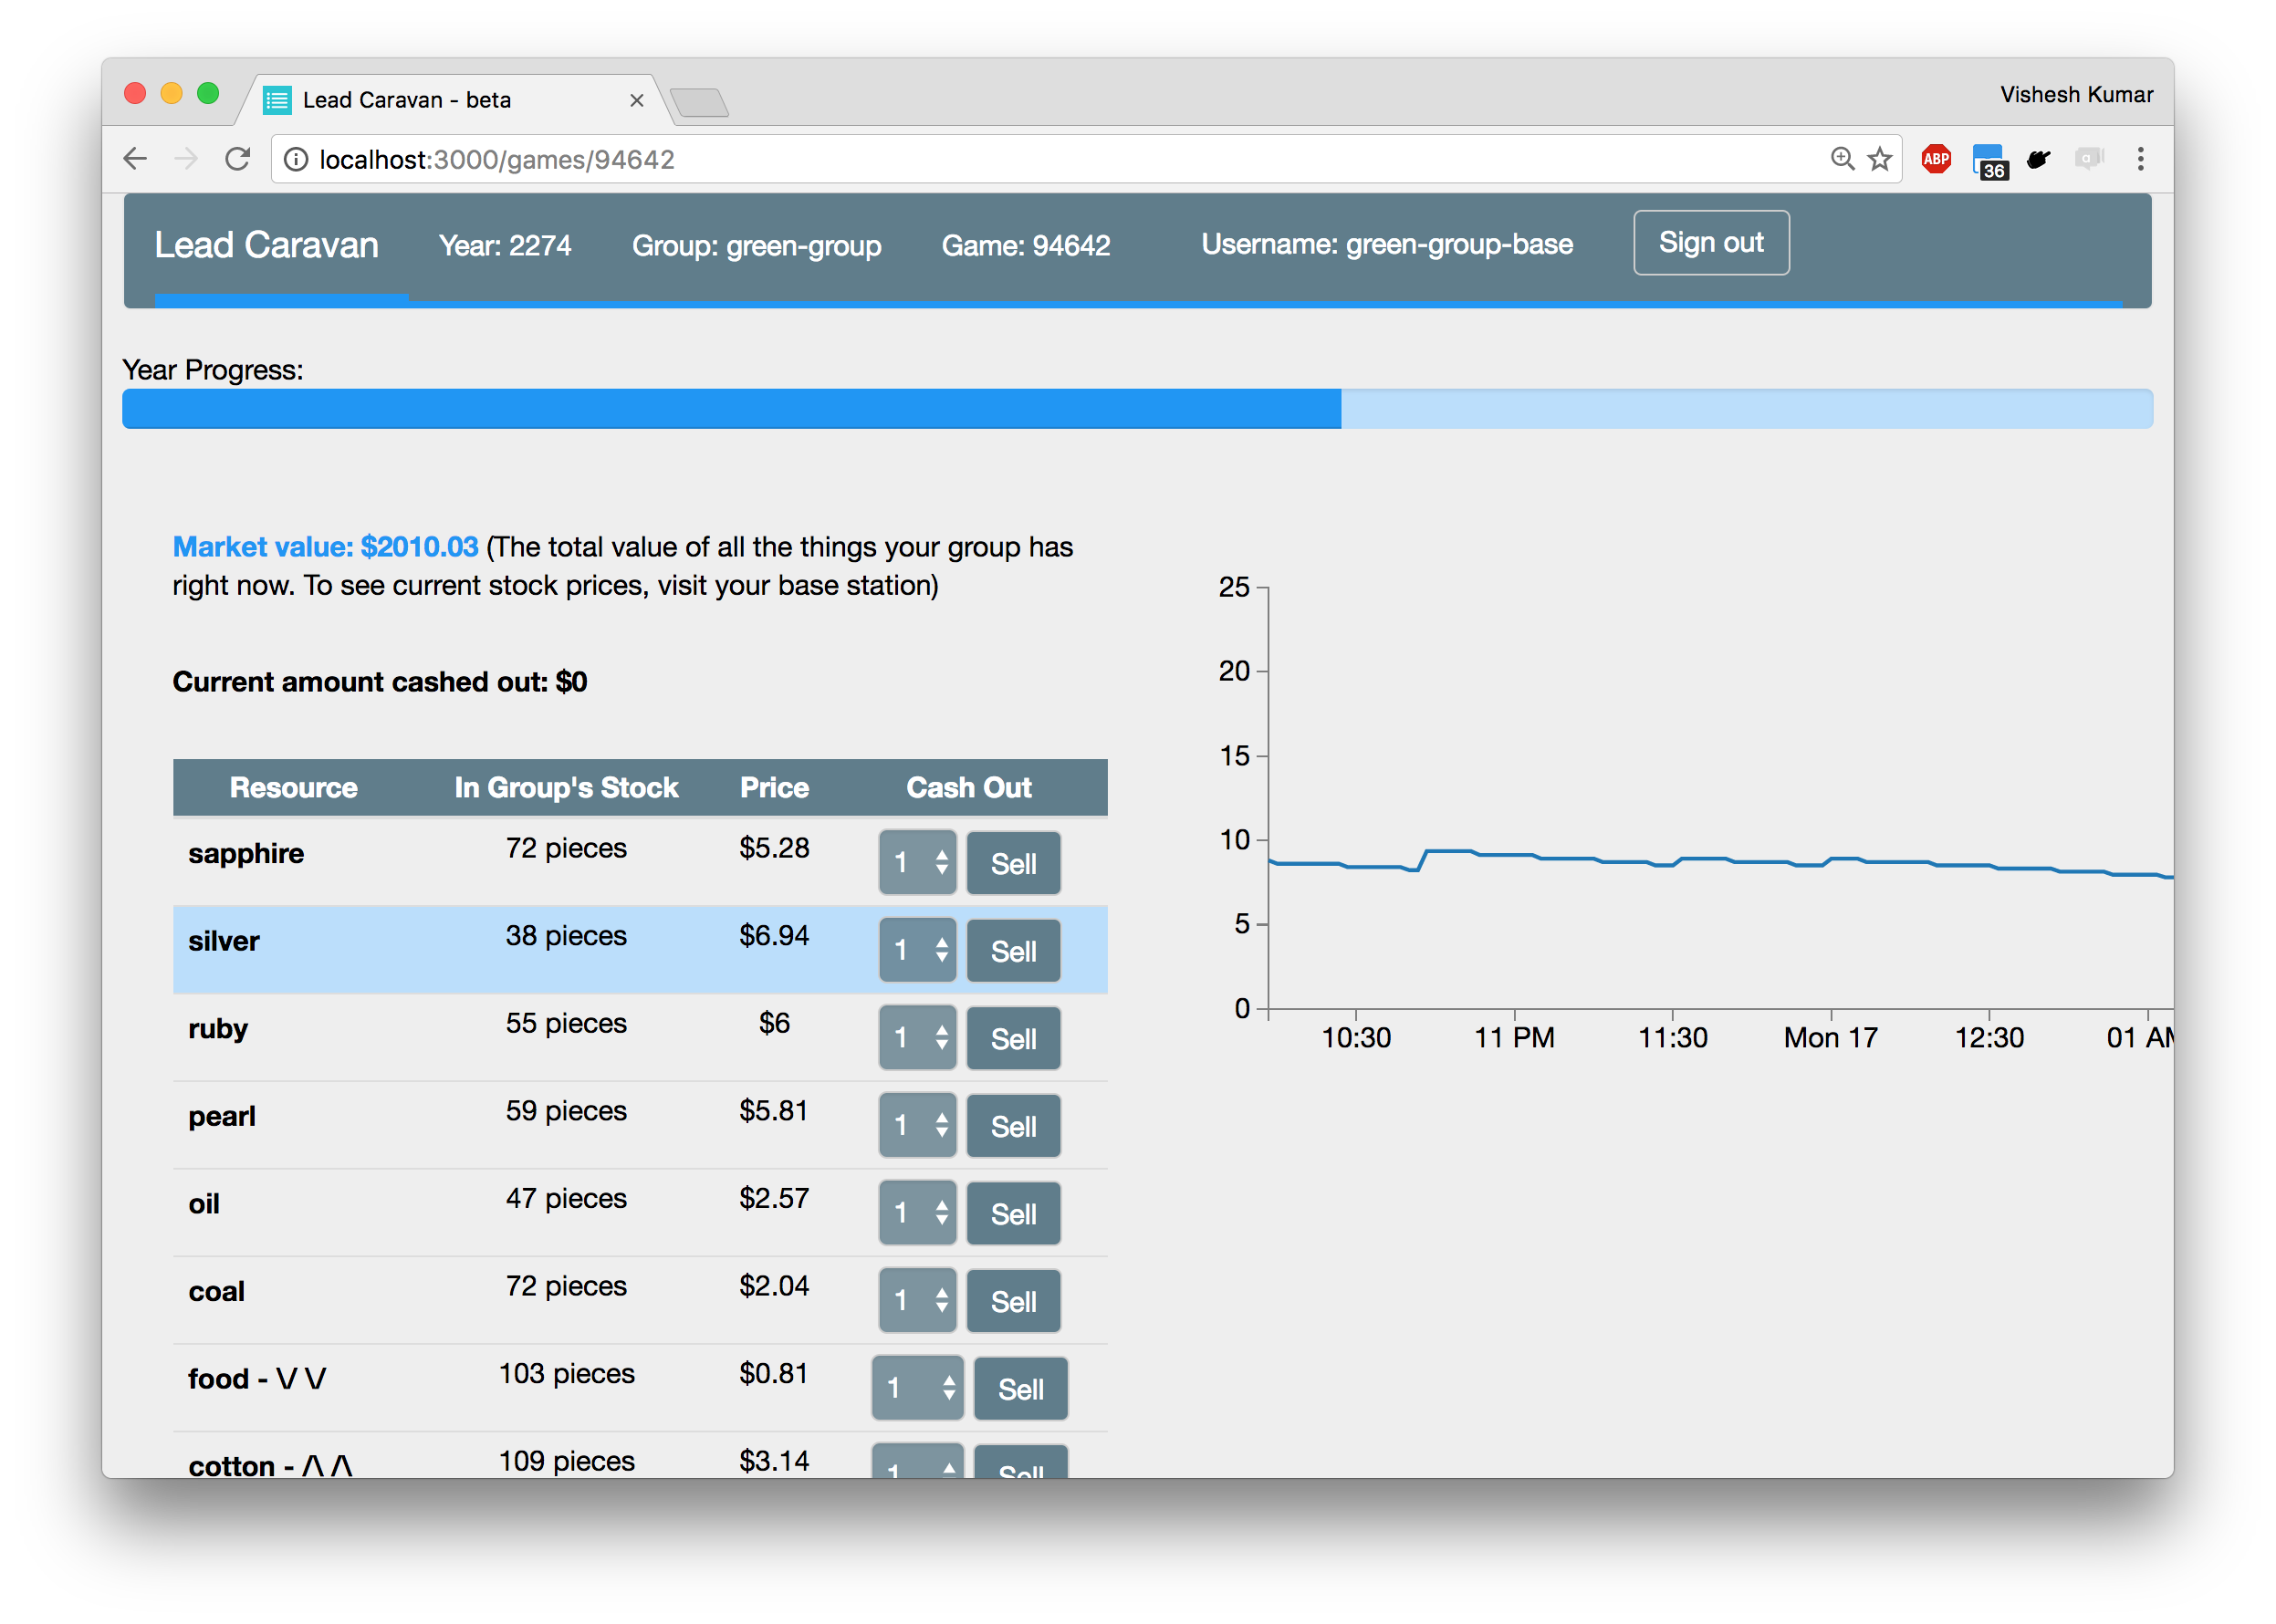 Lead Caravan - beta
Vishesh Kumar
localhost:3000/games/94642
ABP
36
a
Lead Caravan Year: 2274 Group: green-group Game: 94642 Username: green-group-base Sign out
Year Progress:
Market value: $2010.03 (The total value of all the things your group has
right now. To see current stock prices, visit your base station)
Current amount cashed out: $0
Resource In Group's Stock Price Cash Out
sapphire 72 pieces $5.28 1 Sell
silver 38 pieces $6.94 1 Sell
ruby 55 pieces $6 1 Sell
pearl 59 pieces $5.81 1 Sell
oil 47 pieces $2.57 1 Sell
coal 72 pieces $2.04 1 Sell
food - \/ \/ 103 pieces $0.81 1 Sell
cotton - /\ /\ 109 pieces $3.14 1 Sell
25
20
15
10
5
0
10:30 11 PM 11:30 Mon 17 12:30 01 AM